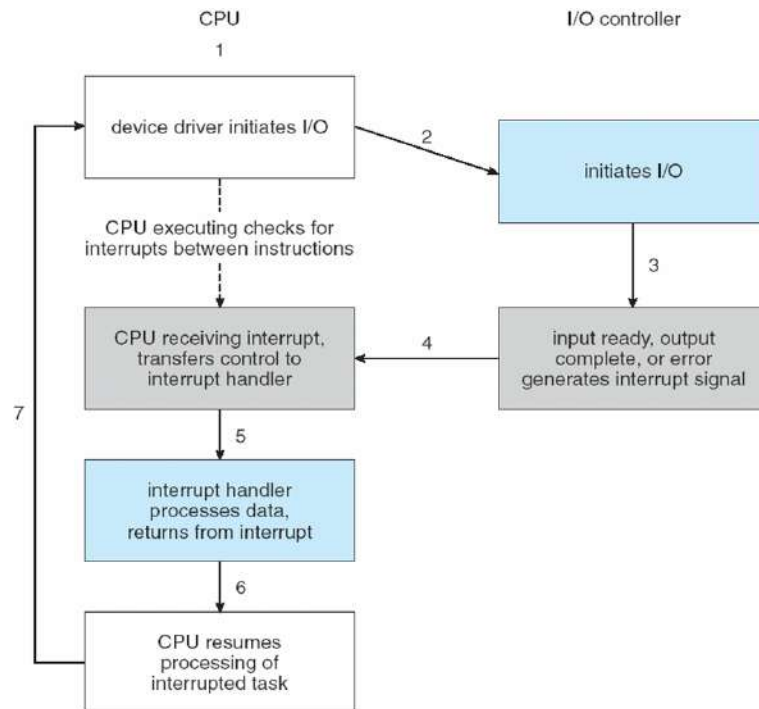 CPU
I/O controller
1
device driver initiates I/O
2
initiates I/O
CPU executing checks for
interrupts between instructions
3
CPU receiving interrupt,
transfers control to
interrupt handler
4
input ready, output
complete, or error
generates interrupt signal
7
5
interrupt handler
processes data,
returns from interrupt
6
CPU resumes
processing of
interrupted task